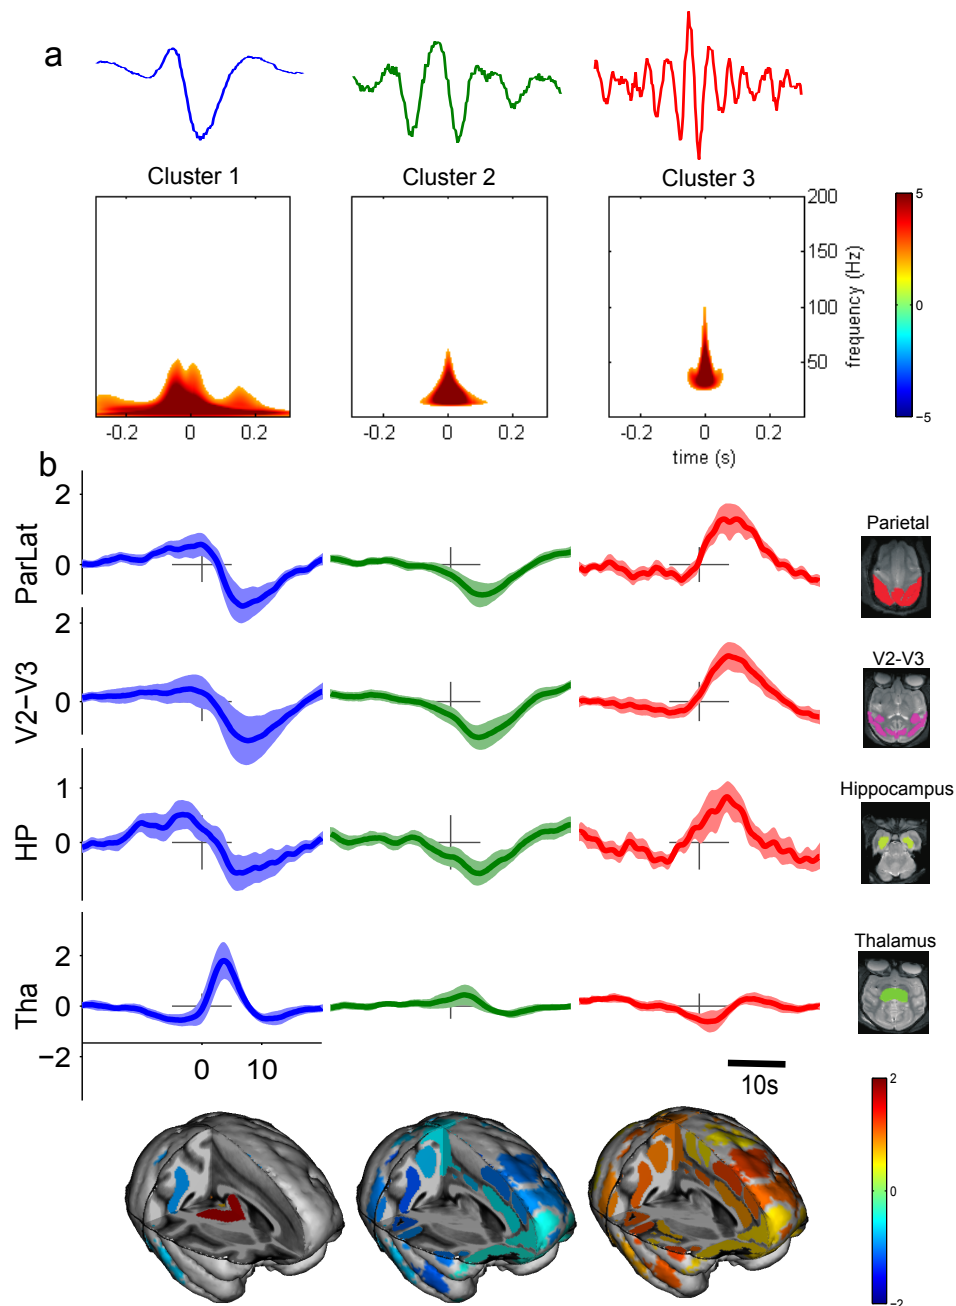 a
Cluster 1 Cluster 2 Cluster 3
200
150
100
50
frequency (Hz)
-0.2 0 0.2 -0.2 0 0.2 -0.2 0 0.2
time (s)
5
0
−5
b
2
0
ParLat
Parietal
2
0
V2−V3
V2-V3
1
0
HP
Hippocampus
2
0
−2
Tha
Thalamus
0 10
10s
2
0
−2